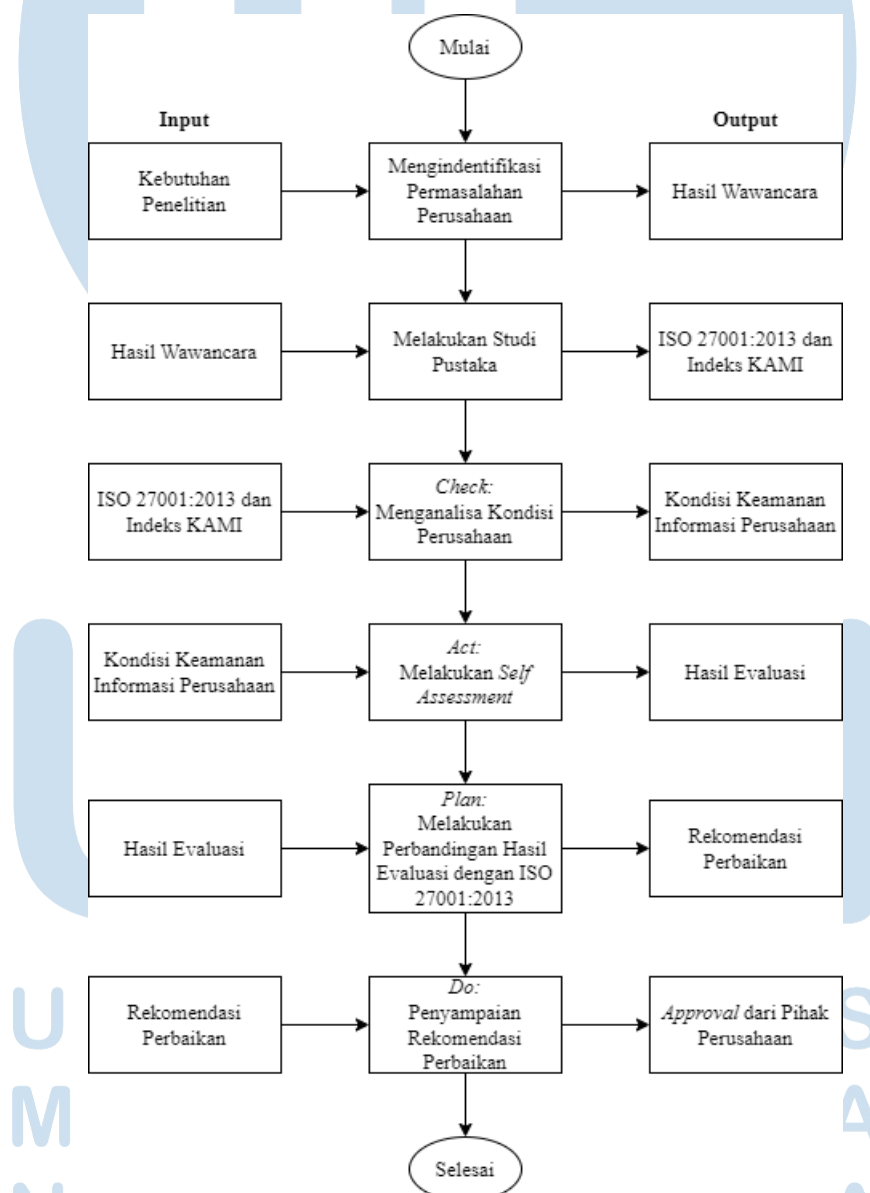 Mulai
Input
Output
Kebutuhan
Penelitian
Mengindentifikasi
Permasalahan
Perusahaan
Hasil Wawancara
Hasil Wawancara
Melakukan Studi
Pustaka
ISO 27001:2013 dan
Indeks KAMI
ISO 27001:2013 dan
Indeks KAMI
Check:
Menganalisa Kondisi
Perusahaan
Kondisi Keamanan
Informasi Perusahaan
Kondisi Keamanan
Informasi Perusahaan
Act:
Melakukan Self
Assessment
Hasil Evaluasi
Hasil Evaluasi
Plan:
Melakukan
Perbandingan Hasil
Evaluasi dengan ISO
27001:2013
Rekomendasi
Perbaikan
Rekomendasi
Perbaikan
Do:
Penyampaian
Rekomendasi
Perbaikan
Approval dari Pihak
Perusahaan
Selesai
U S
M A